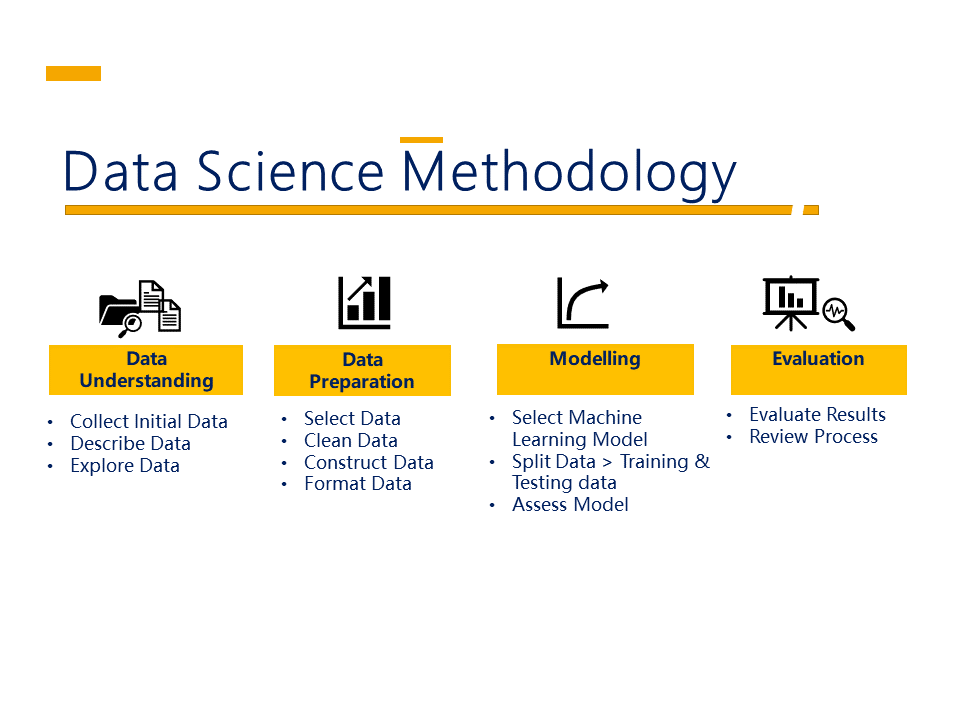 Data Science Methodology
Data
Understanding
• Collect Initial Data
• Describe Data
• Explore Data
Data
Preparation
• Select Data
• Clean Data
• Construct Data
• Format Data
Modelling
• Select Machine
Learning Model
• Split Data > Training &
Testing data
• Assess Model
Evaluation
• Evaluate Results
• Review Process